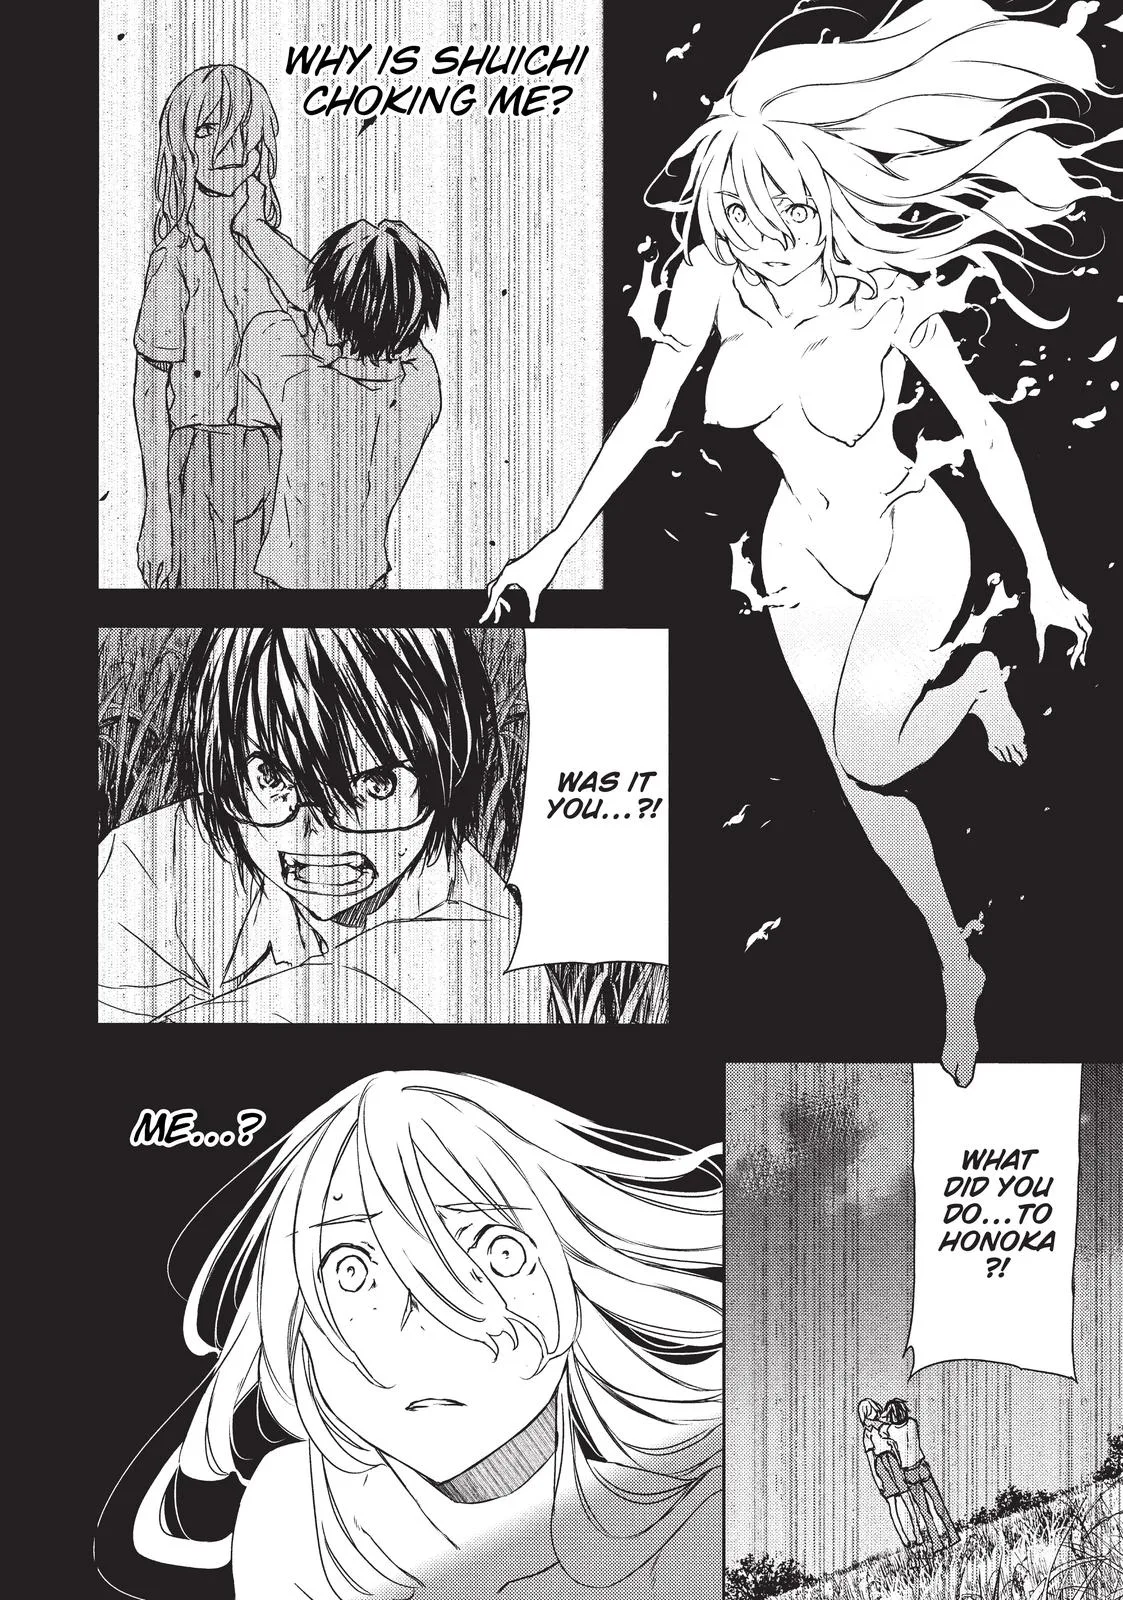 WHY IS SHUICHI
CHOKING ME?
WAS IT
YOU...?!
WHAT
DID YOU
DO...TO
HONOKA
?!
ME...?